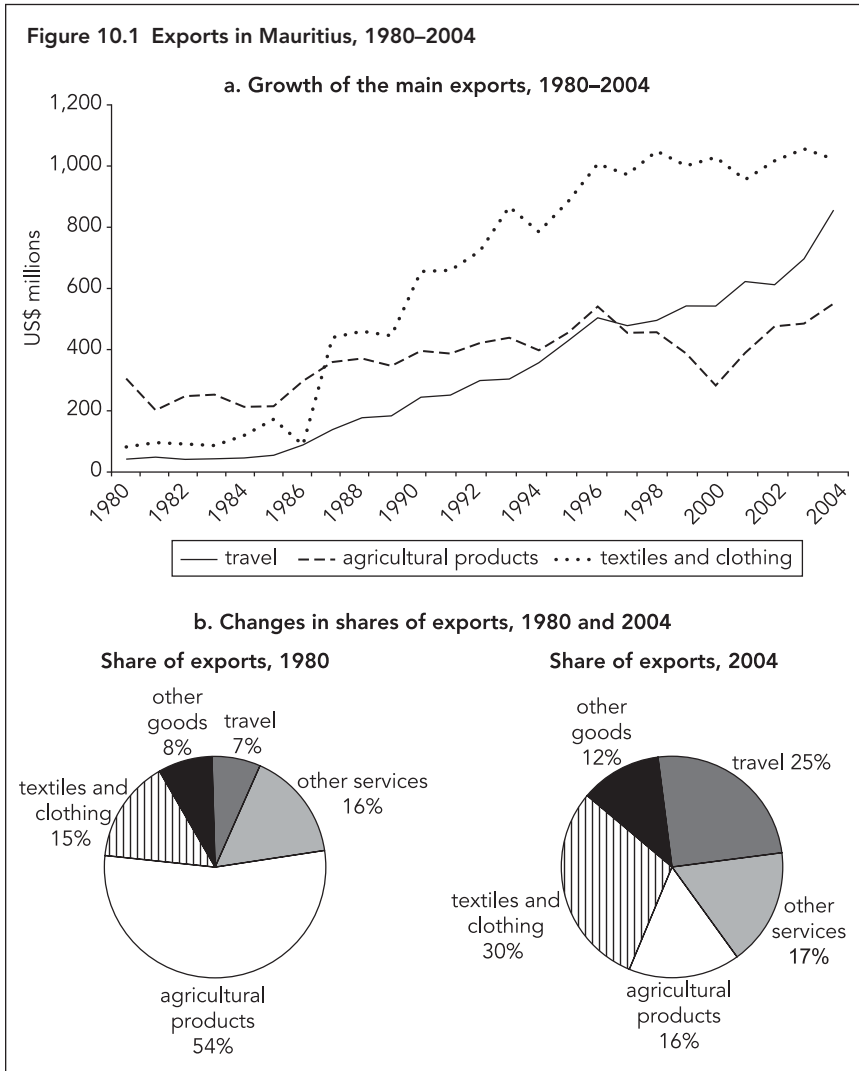 Figure 10.1 Exports in Mauritius, 1980–2004
a. Growth of the main exports, 1980–2004
1,200
1,000
800
600
400
200
0
US$ millions
1980
1982
1984
1986
1988
1990
1992
1994
1996
1998
2000
2002
2004
travel agricultural products textiles and clothing
b. Changes in shares of exports, 1980 and 2004
Share of exports, 1980
other
goods
8%
travel
7%
other services
16%
textiles and
clothing
15%
agricultural
products
54%
Share of exports, 2004
other
goods
12%
travel 25%
textiles and
clothing
30%
other
services
17%
agricultural
products
16%